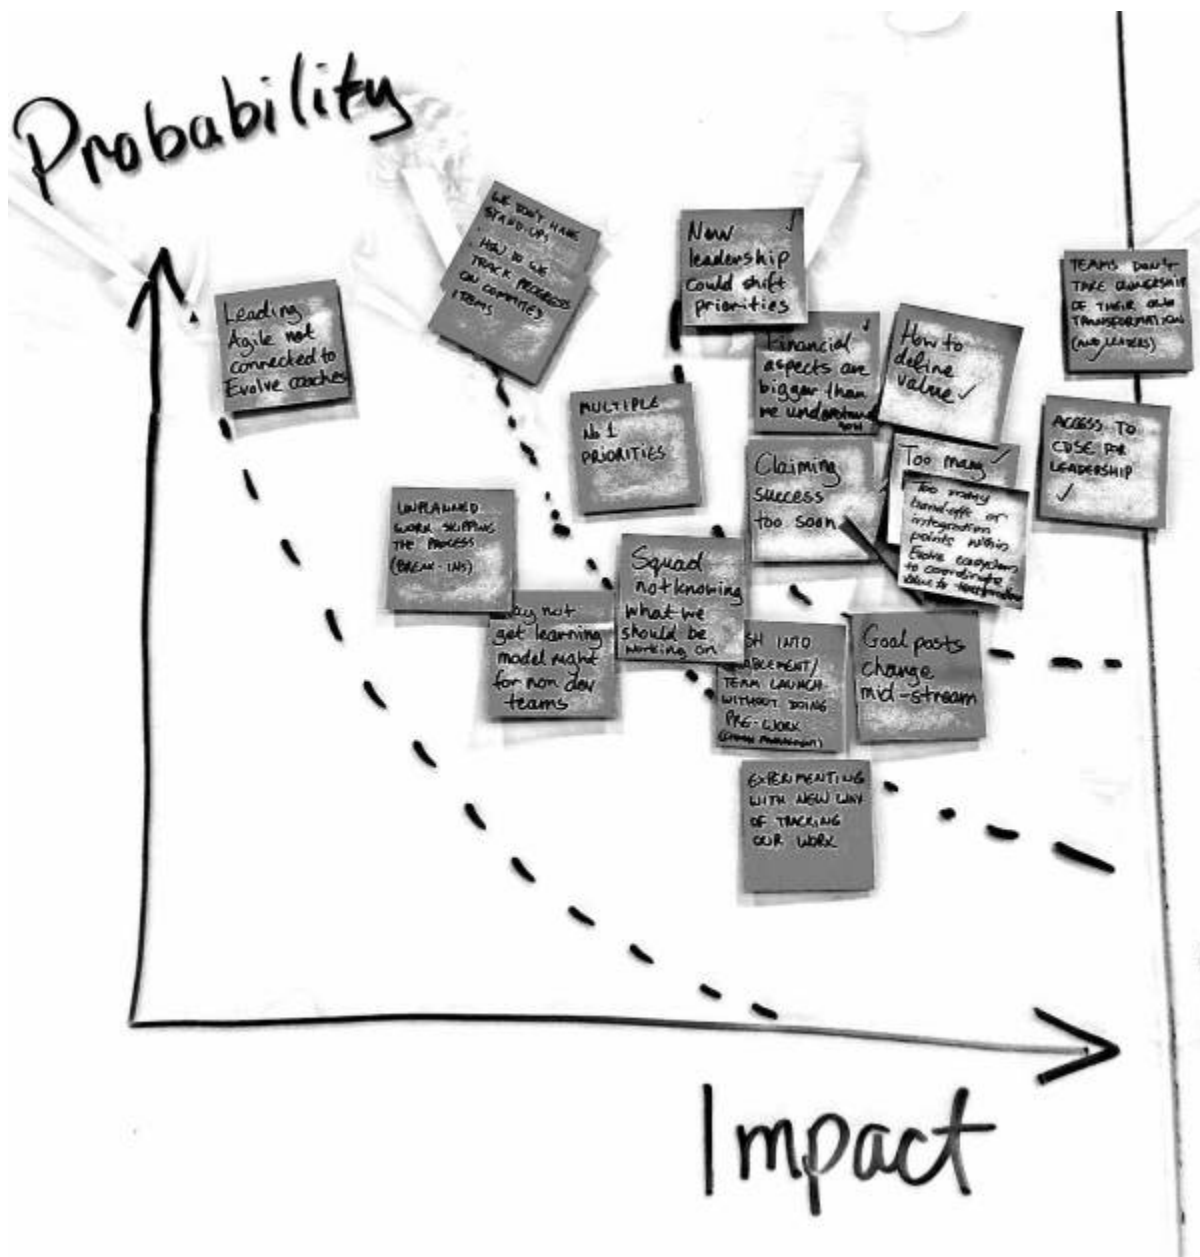 Probability
WE DON'T HAVE
STAND-UPS
. HOW DO WE
TRACK PROGRESS
ON COMMITTED
ITEMS
New
leadership
could shift
priorities
TEAMS DON'T
TAKE OWNERSHIP
OF THEIR OWN
TRANSFORMATION
(AND LEADERS)
Leading
Agile not
connected to
Evolve coaches
Financial
aspects are
bigger than
we understand
How to
define
value
MULTIPLE
No 1
PRIORITIES
ACCESS TO
CDSE FOR
LEADERSHIP
Claiming
success
too soon
Too many
Too many
hand-offs or
integration
points within
Evolve ecosystem
to coordinate
value to
UNPLANNED
WORK SKIPPING
THE PROCESS
(BREAK-INS)
Squad
not knowing
what we
should be
working on
not
get learning
model right
for non dev
teams
INTO
TEAM LAUNCH
WITHOUT DOING
PRE-WORK
Goal posts
change
mid-stream
EXPERIMENTING
WITH NEW WAY
OF TRACKING
OUR WORK
Impact